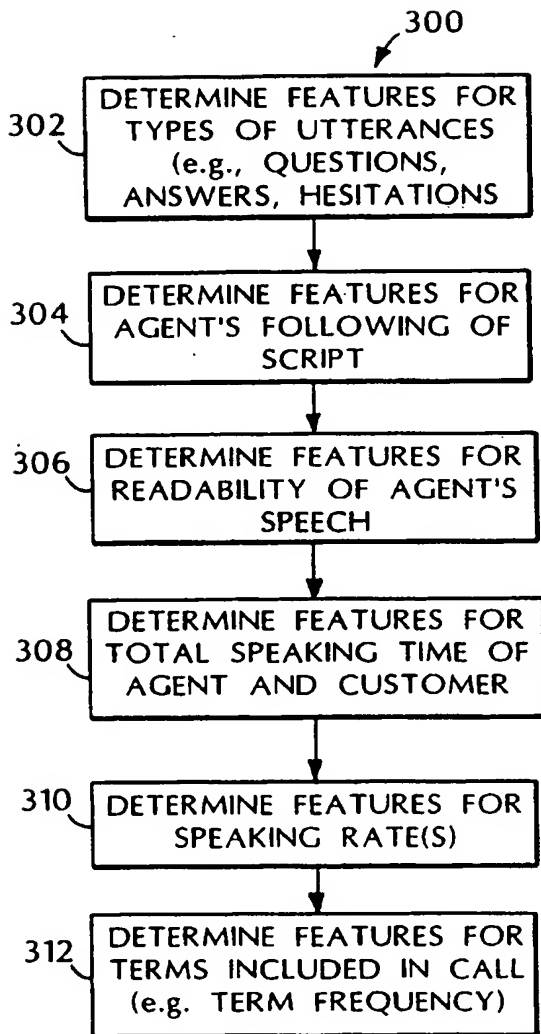 300
302
DETERMINE FEATURES FOR
TYPES OF UTTERANCES
(e.g., QUESTIONS,
ANSWERS, HESITATIONS
304
DETERMINE FEATURES FOR
AGENT'S FOLLOWING OF
SCRIPT
306
DETERMINE FEATURES FOR
READABILITY OF AGENT'S
SPEECH
308
DETERMINE FEATURES FOR
TOTAL SPEAKING TIME OF
AGENT AND CUSTOMER
310
DETERMINE FEATURES FOR
SPEAKING RATE(S)
312
DETERMINE FEATURES FOR
TERMS INCLUDED IN CALL
(e.g. TERM FREQUENCY)